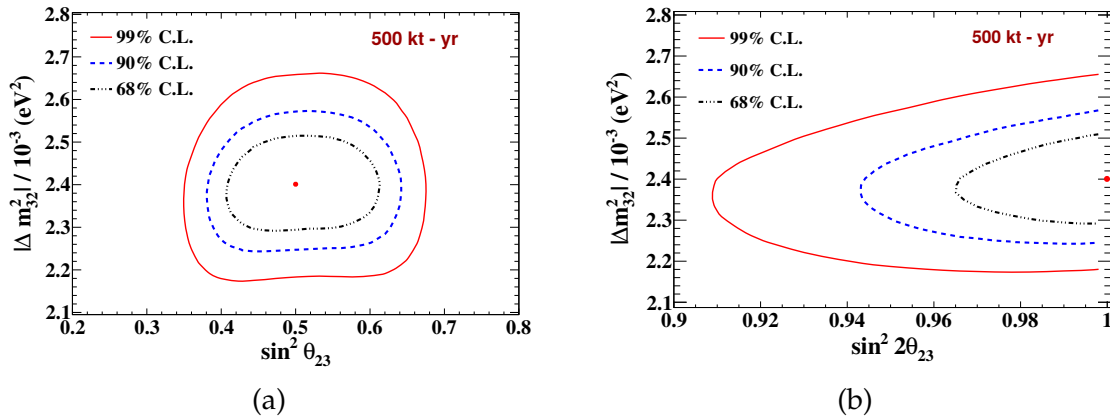 |Δ m²₃₂| / 10⁻³ (eV²)
2.8
2.7
2.6
2.5
2.4
2.3
2.2
2.1
99% C.L.
90% C.L.
68% C.L.
500 kt - yr
0.2 0.3 0.4 0.5 0.6 0.7 0.8
sin² θ₂₃
(a)
|Δm²₃₂| / 10⁻³ (eV²)
2.8
2.7
2.6
2.5
2.4
2.3
2.2
2.1
99% C.L.
90% C.L.
68% C.L.
500 kt - yr
0.9 0.92 0.94 0.96 0.98 1
sin² 2θ₂₃
(b)